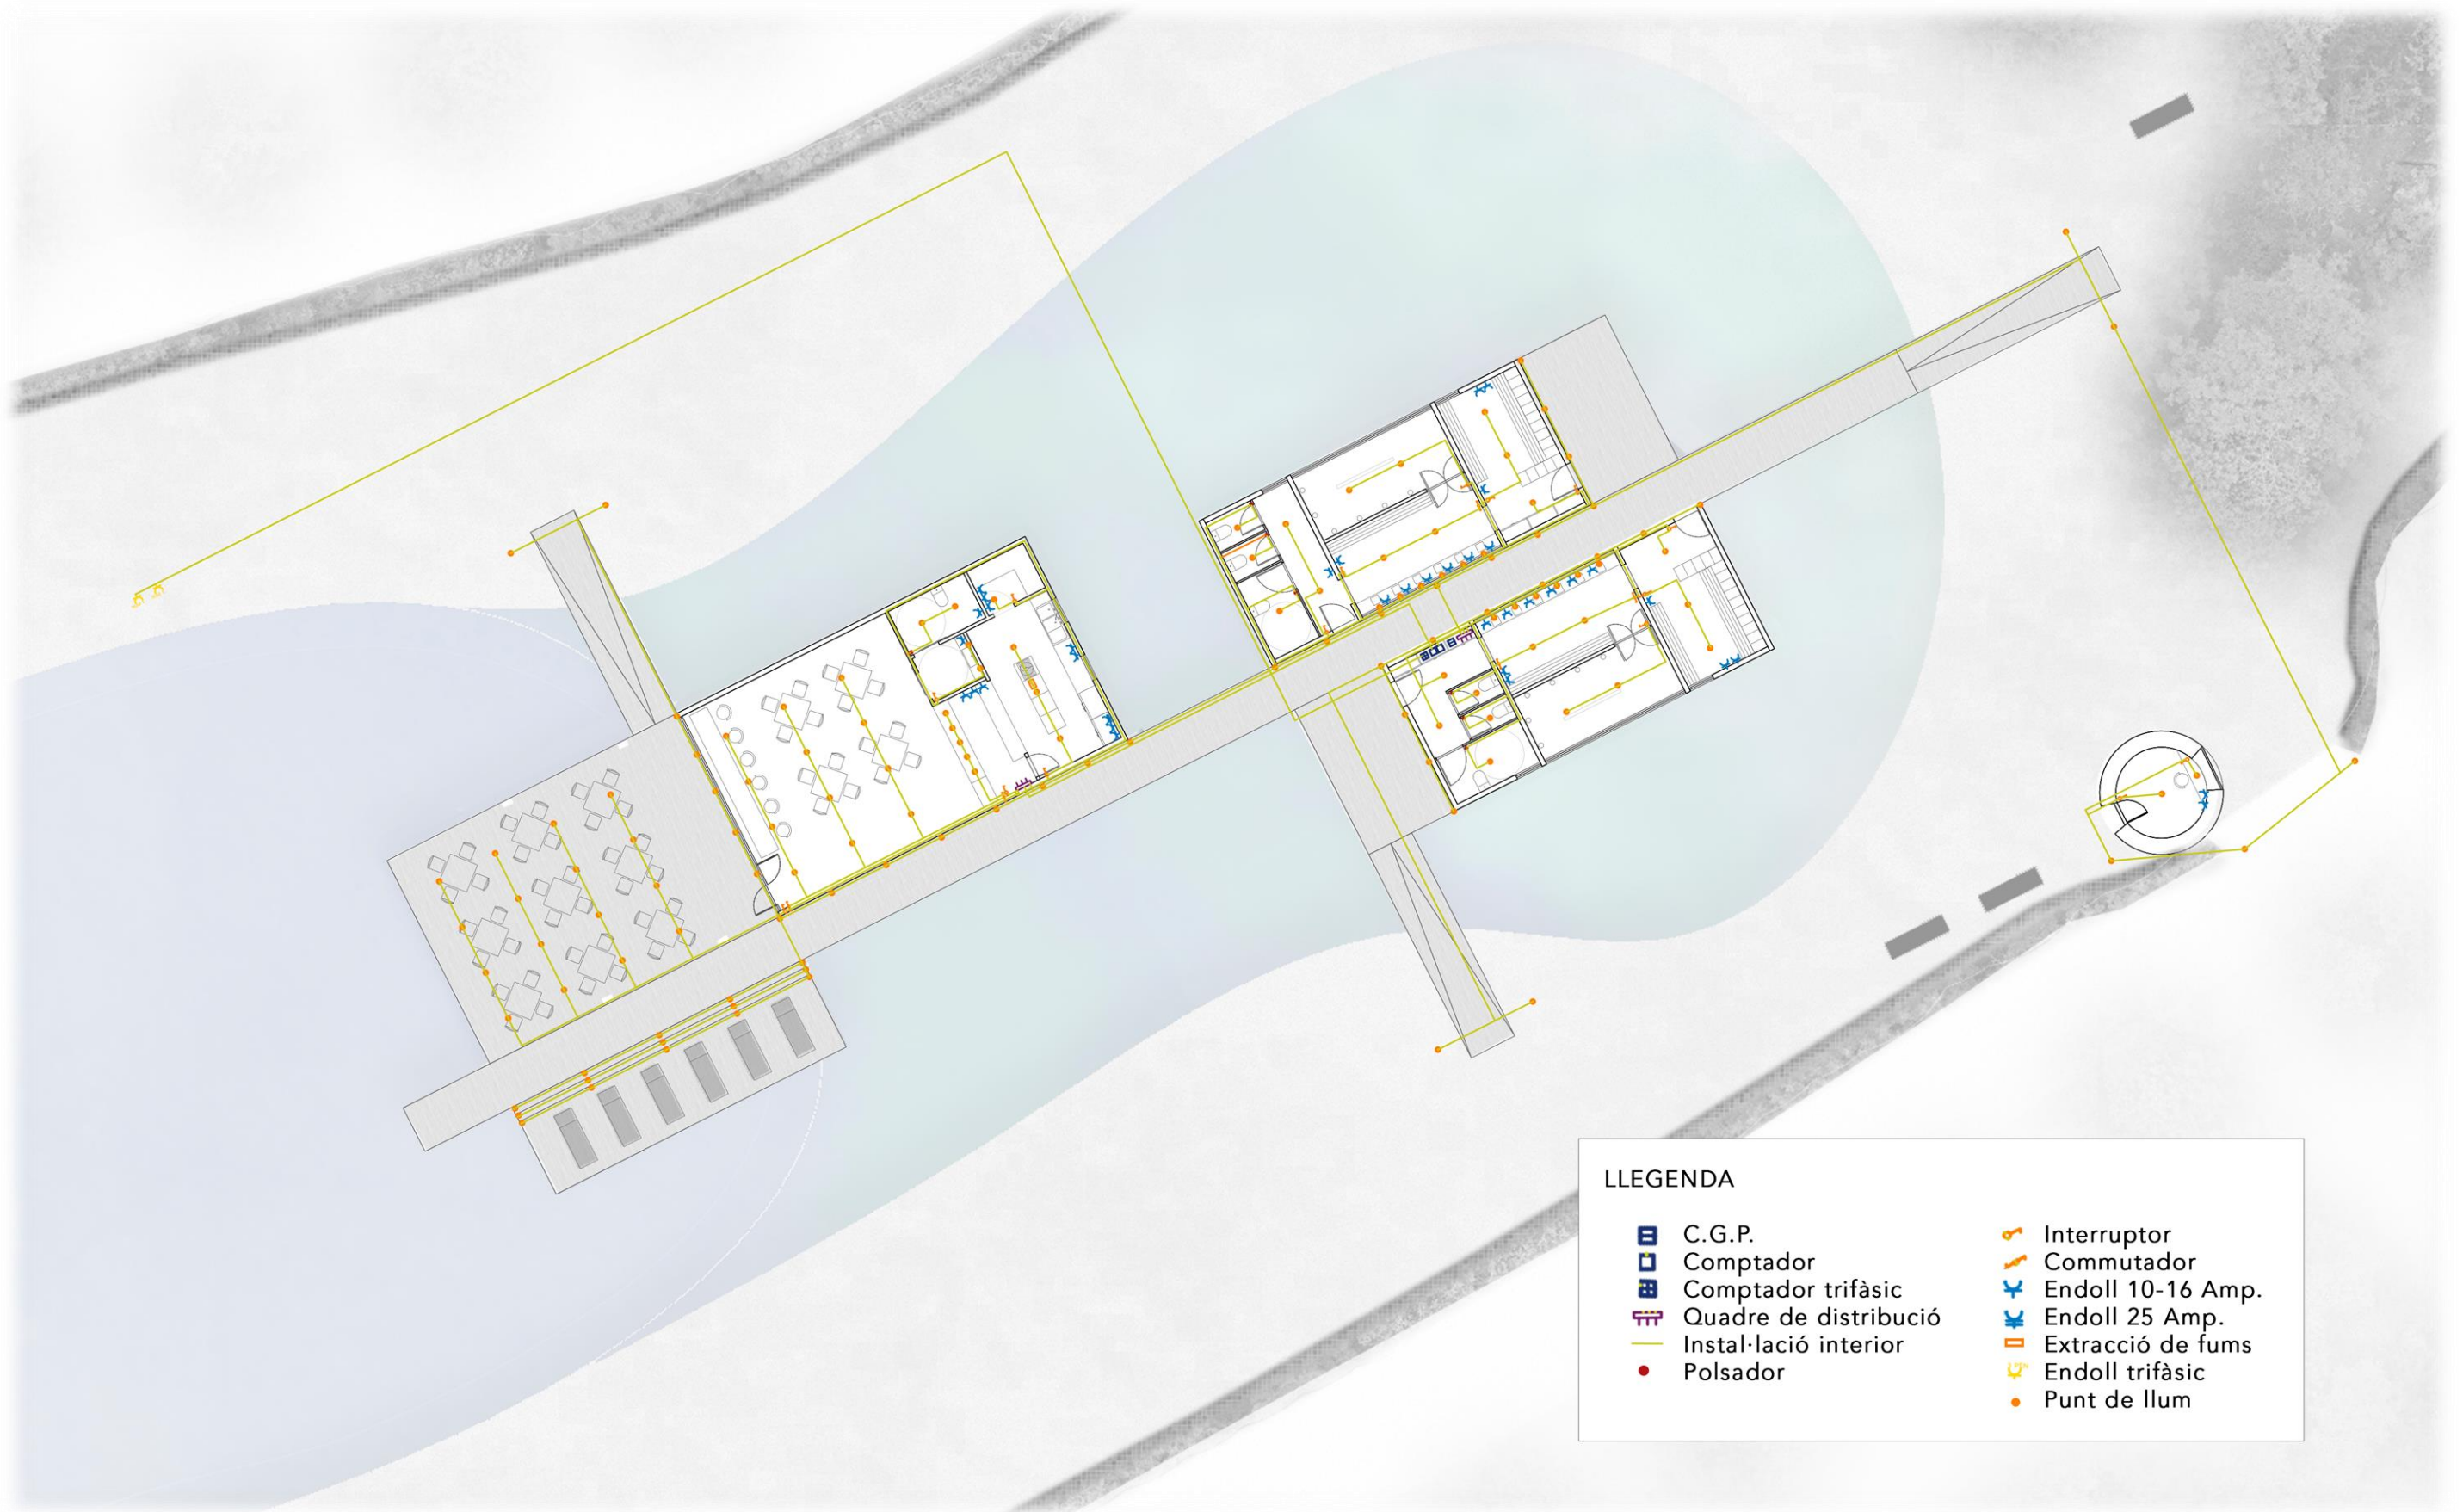 LLEGENDA
C.G.P.
Comptador
Comptador trifàsic
Quadre de distribució
Instal·lació interior
Polsador
Interruptor
Commutador
Endoll 10-16 Amp.
Endoll 25 Amp.
Extracció de fums
Endoll trifàsic
Punt de llum